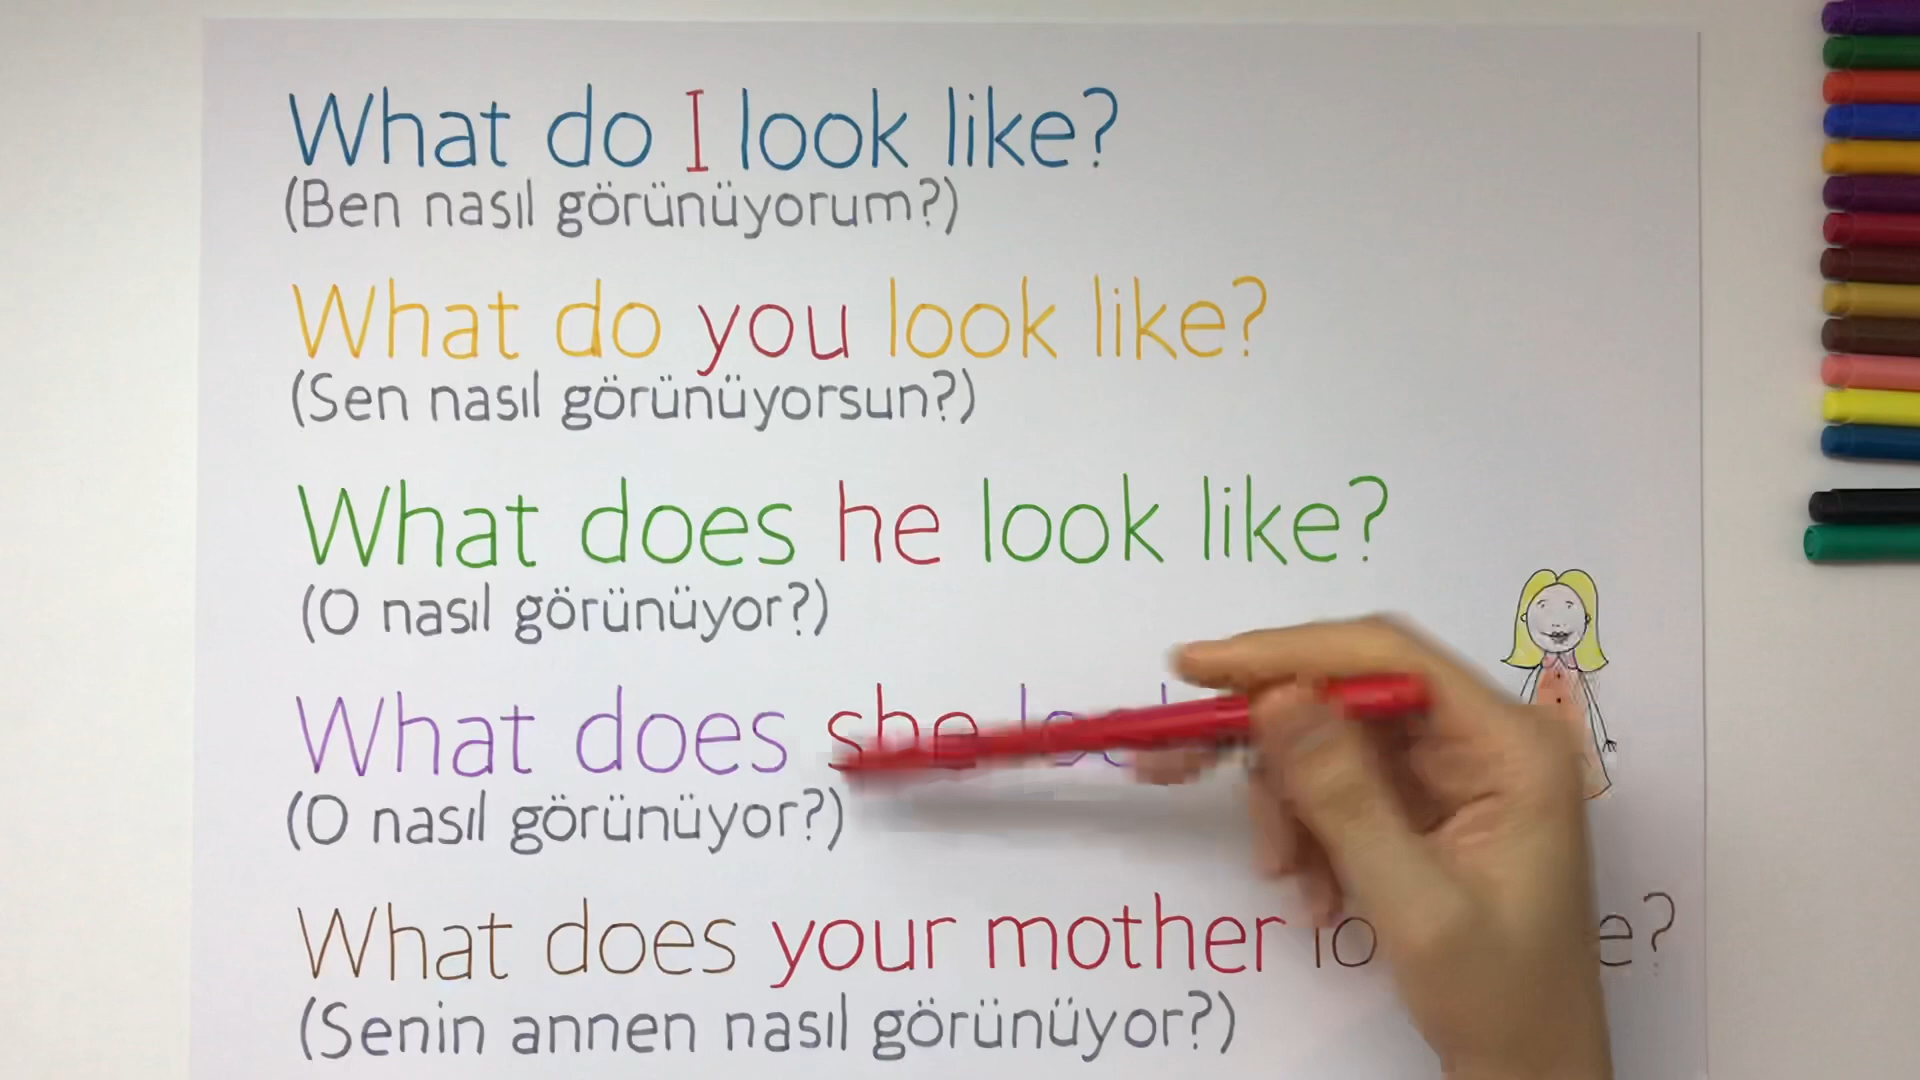 What do I look like?
(Ben nasıl görünüyorum?)
What do you look like?
(Sen nasıl görünüyorsun?)
What does he look like?
(O nasıl görünüyor?)
What does she
(O nasıl görünüyor?)
What does your mother
(Senin annen nasıl görünüyor?)